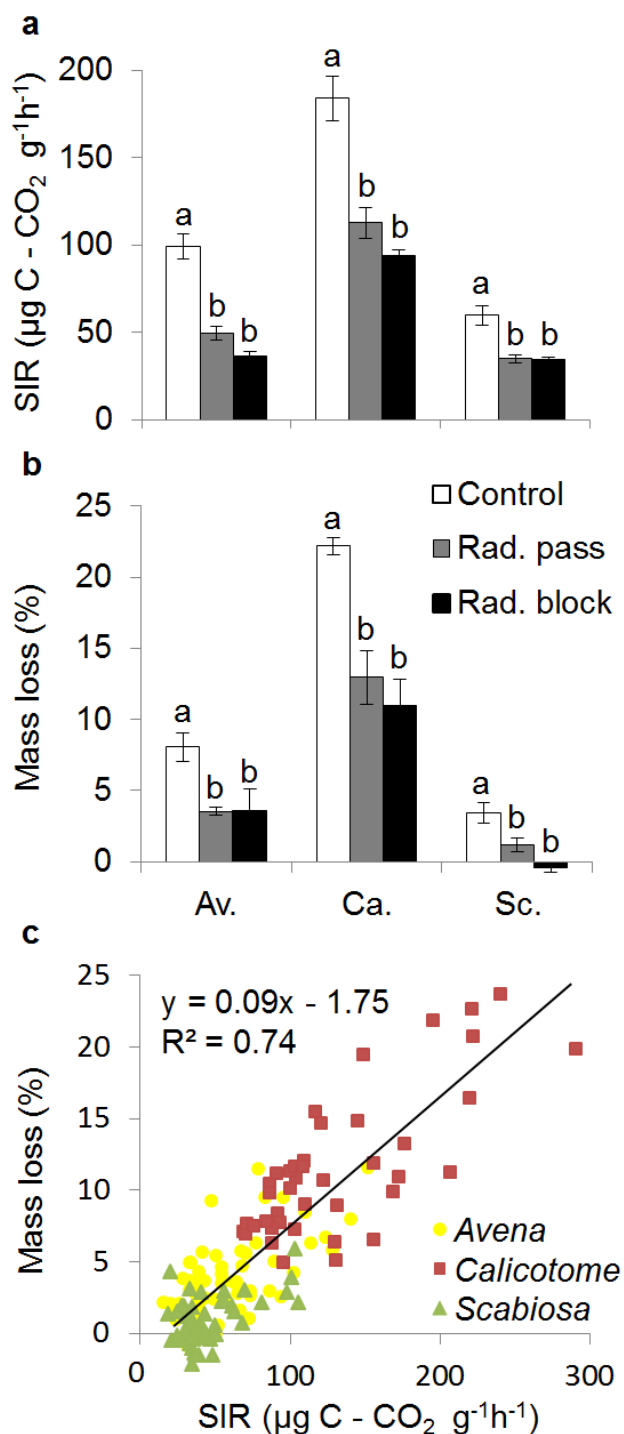 a
SIR (µg C - CO₂ g⁻¹h⁻¹)
200
150
100
50
0
a
b
b
a
b
b
a
b
b
b
Mass loss (%)
25
20
15
10
5
0
Control
Rad. pass
Rad. block
a
b
b
a
b
b
a
b
b
Av.
Ca.
Sc.
c
Mass loss (%)
25
20
15
10
5
0
y = 0.09x - 1.75
R² = 0.74
Avena
Calicotome
Scabiosa
0
100
200
300
SIR (µg C - CO₂ g⁻¹h⁻¹)